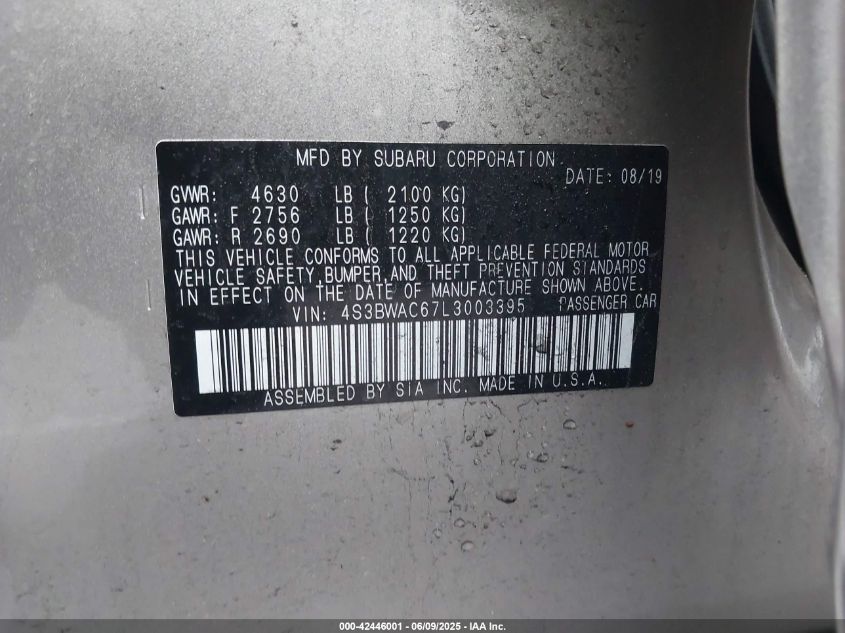 MFD BY SUBARU CORPORATION
DATE: 08/19
GVWR: 4630 LB ( 2100 KG)
GAWR: F 2756 LB ( 1250 KG)
GAWR: R 2690 LB ( 1220 KG)
THIS VEHICLE CONFORMS TO ALL APPLICABLE FEDERAL MOTOR
VEHICLE SAFETY, BUMPER, AND THEFT PREVENTION STANDARDS
IN EFFECT ON THE DATE OF MANUFACTURE SHOWN ABOVE.
VIN: 4S3BWAC67L3003395 PASSENGER CAR
ASSEMBLED BY SIA INC. MADE IN U.S.A.
000-42446001 - 06/09/2025 - IAA Inc.